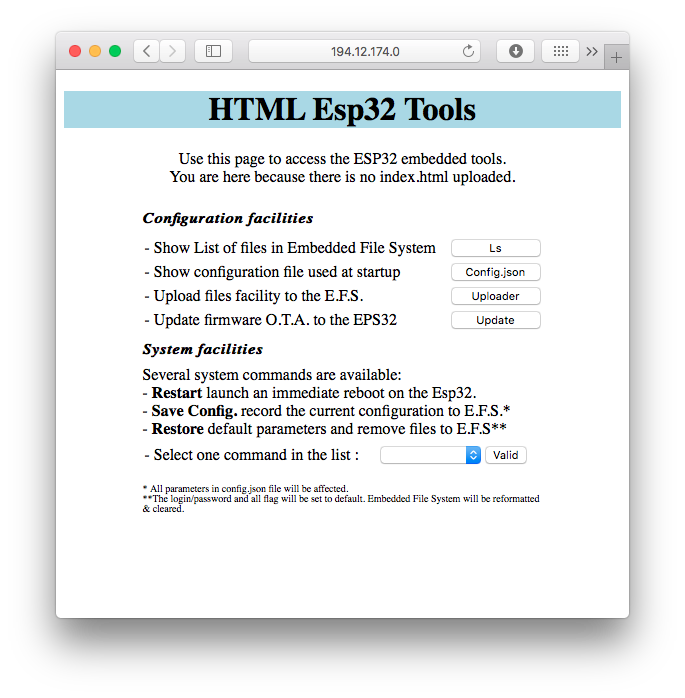 194.12.174.0
HTML Esp32 Tools
Use this page to access the ESP32 embedded tools.
You are here because there is no index.html uploaded.
Configuration facilities
- Show List of files in Embedded File System Ls
- Show configuration file used at startup Config.json
- Upload files facility to the E.F.S. Uploader
- Update firmware O.T.A. to the EPS32 Update
System facilities
Several system commands are available:
- Restart launch an immediate reboot on the Esp32.
- Save Config. record the current configuration to E.F.S.*
- Restore default parameters and remove files to E.F.S**
- Select one command in the list : Valid
* All parameters in config.json file will be affected.
**The login/password and all flag will be set to default. Embedded File System will be reformatted
& cleared.